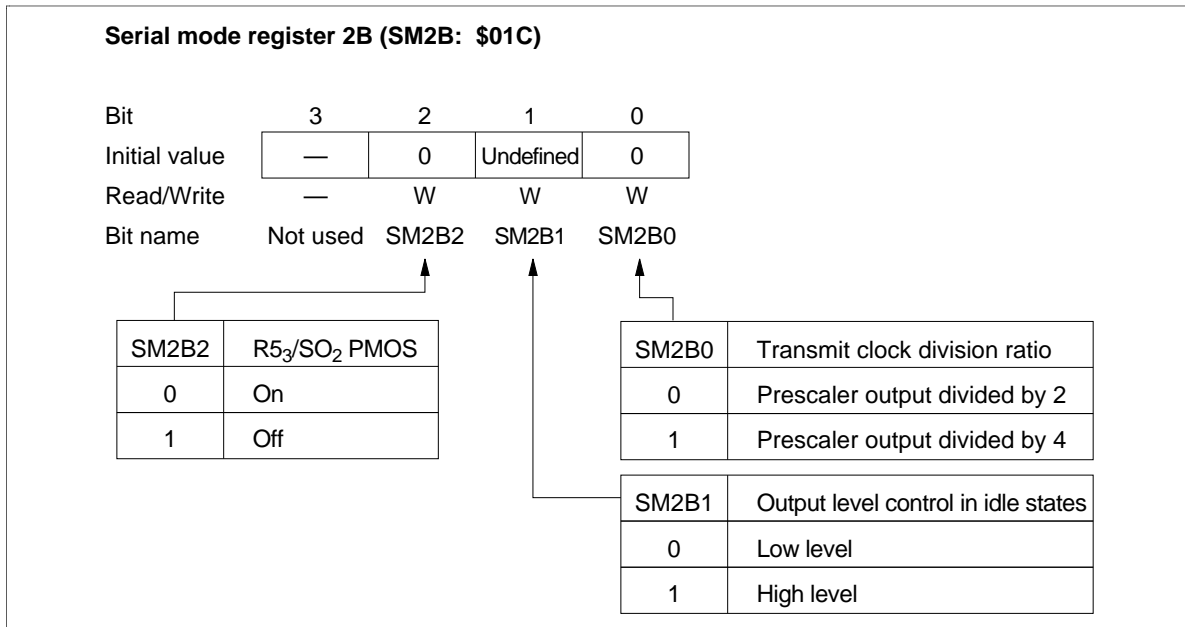 Serial mode register 2B (SM2B: $01C)
Bit 3 2 1 0
Initial value — 0 Undefined 0
Read/Write — W W W
Bit name Not used SM2B2 SM2B1 SM2B0
SM2B2 R5₃/SO₂ PMOS
0 On
1 Off
SM2B0 Transmit clock division ratio
0 Prescaler output divided by 2
1 Prescaler output divided by 4
SM2B1 Output level control in idle states
0 Low level
1 High level